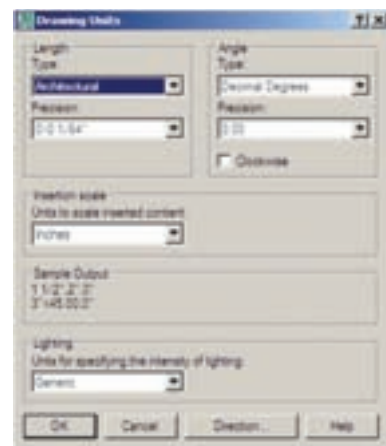 Drawing Units
Length
Type:
Architectural
Precision:
0'-0 1/64"
Angle
Type:
Decimal Degrees
Precision:
0.00
Clockwise
Insertion scale
Units to scale inserted content:
Inches
Sample Output
1 1/2",2",0"
3"<45.00,0"
Lighting
Units for specifying the intensity of lighting:
Generic
OK
Cancel
Direction...
Help